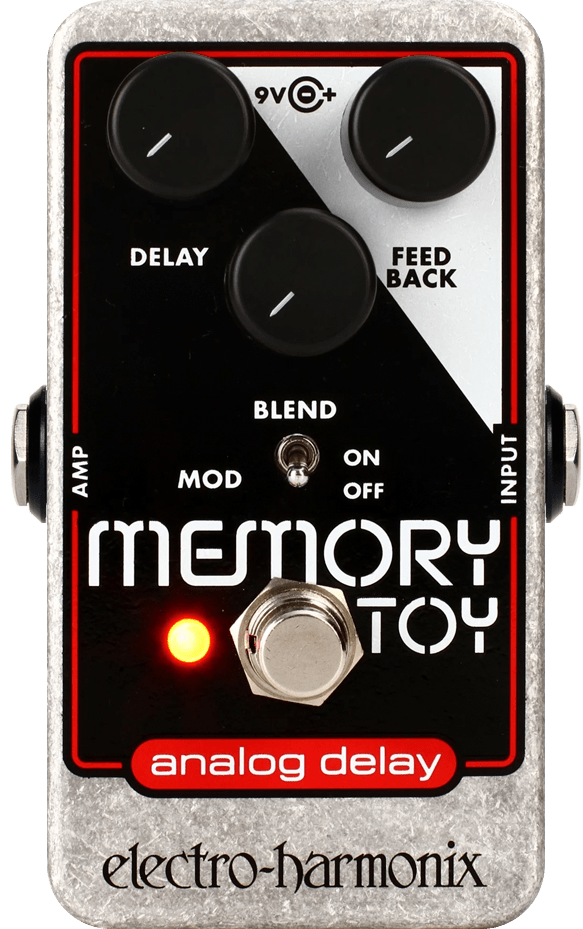 9V +
DELAY
FEED
BACK
BLEND
AMP
MOD
ON
OFF
INPUT
MEMORY
TOY
analog delay
electro-harmonix